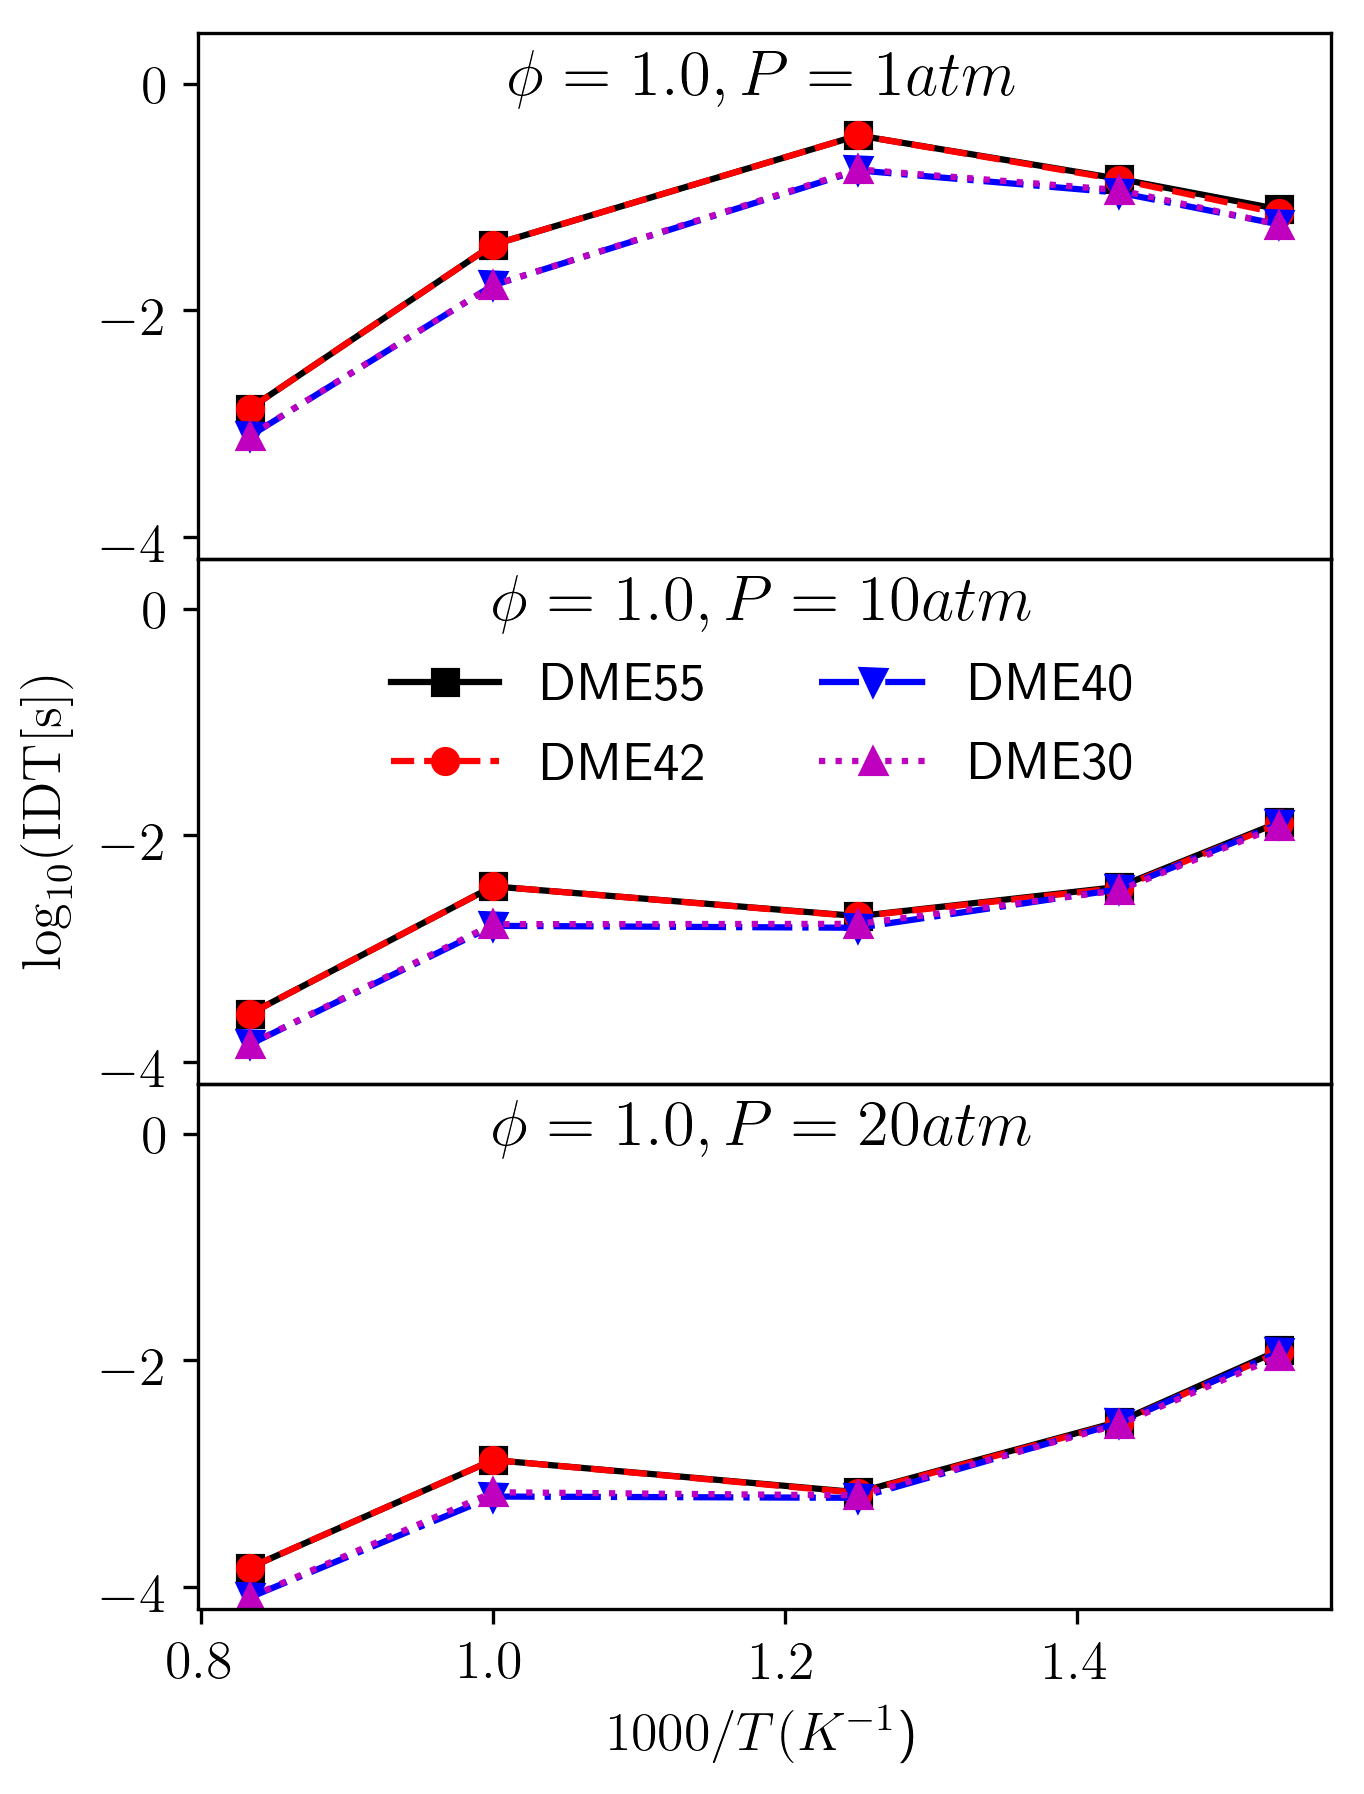 ϕ = 1.0, P = 1atm
0
−2
−4
ϕ = 1.0, P = 10atm
0
DME55
DME40
DME42
DME30
−2
−4
log₁₀(IDT[s])
ϕ = 1.0, P = 20atm
0
−2
−4
0.8 1.0 1.2 1.4
1000/T(K⁻¹)